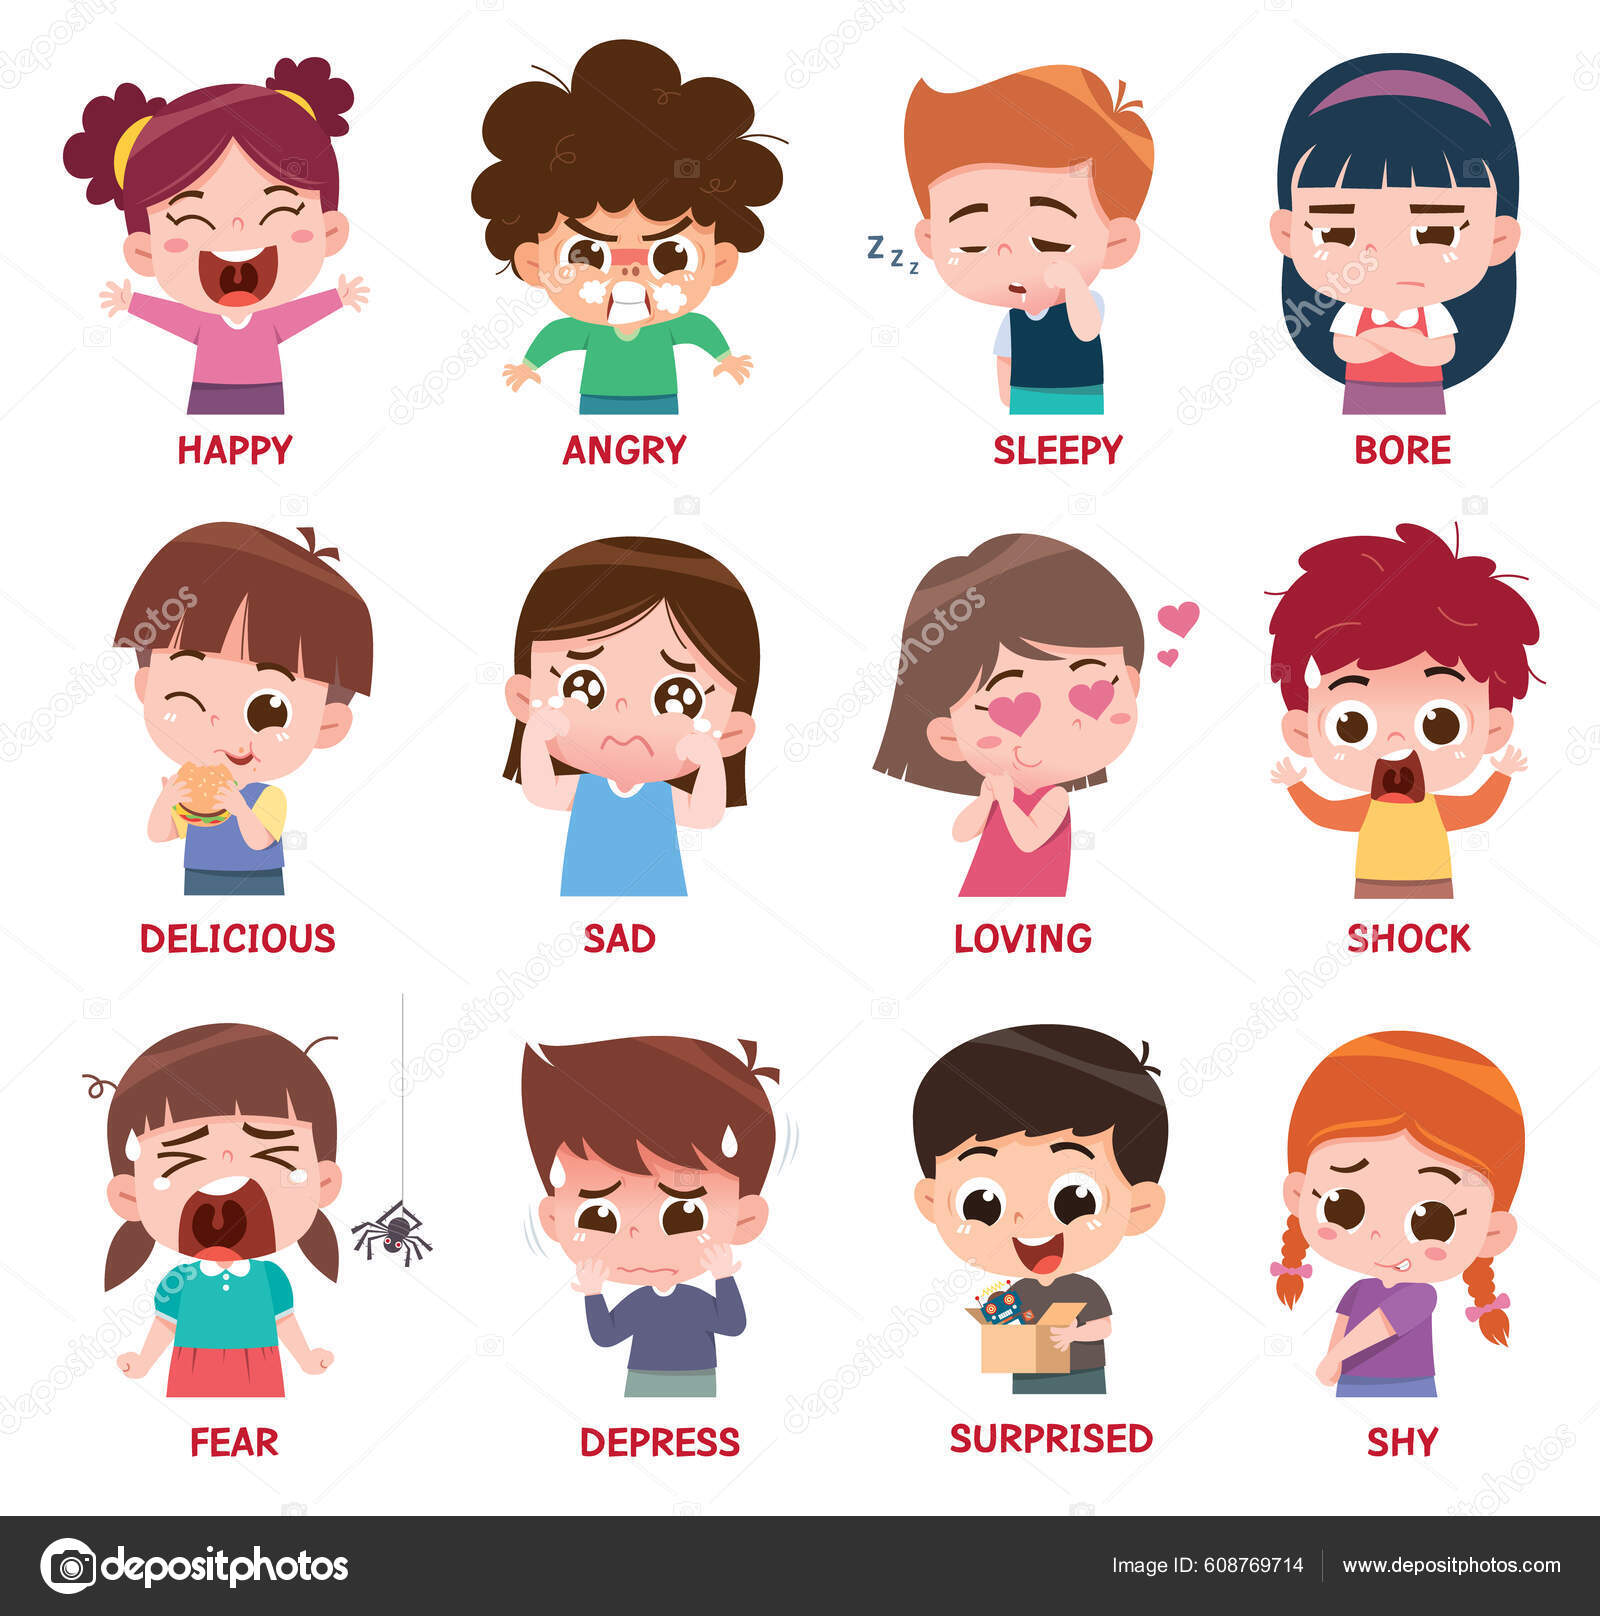 HAPPY
ANGRY
Z Z Z
SLEEPY
BORE
DELICIOUS
SAD
LOVING
SHOCK
FEAR
DEPRESS
SURPRISED
SHY
depositphotos
Image ID: 608769714
www.depositphotos.com